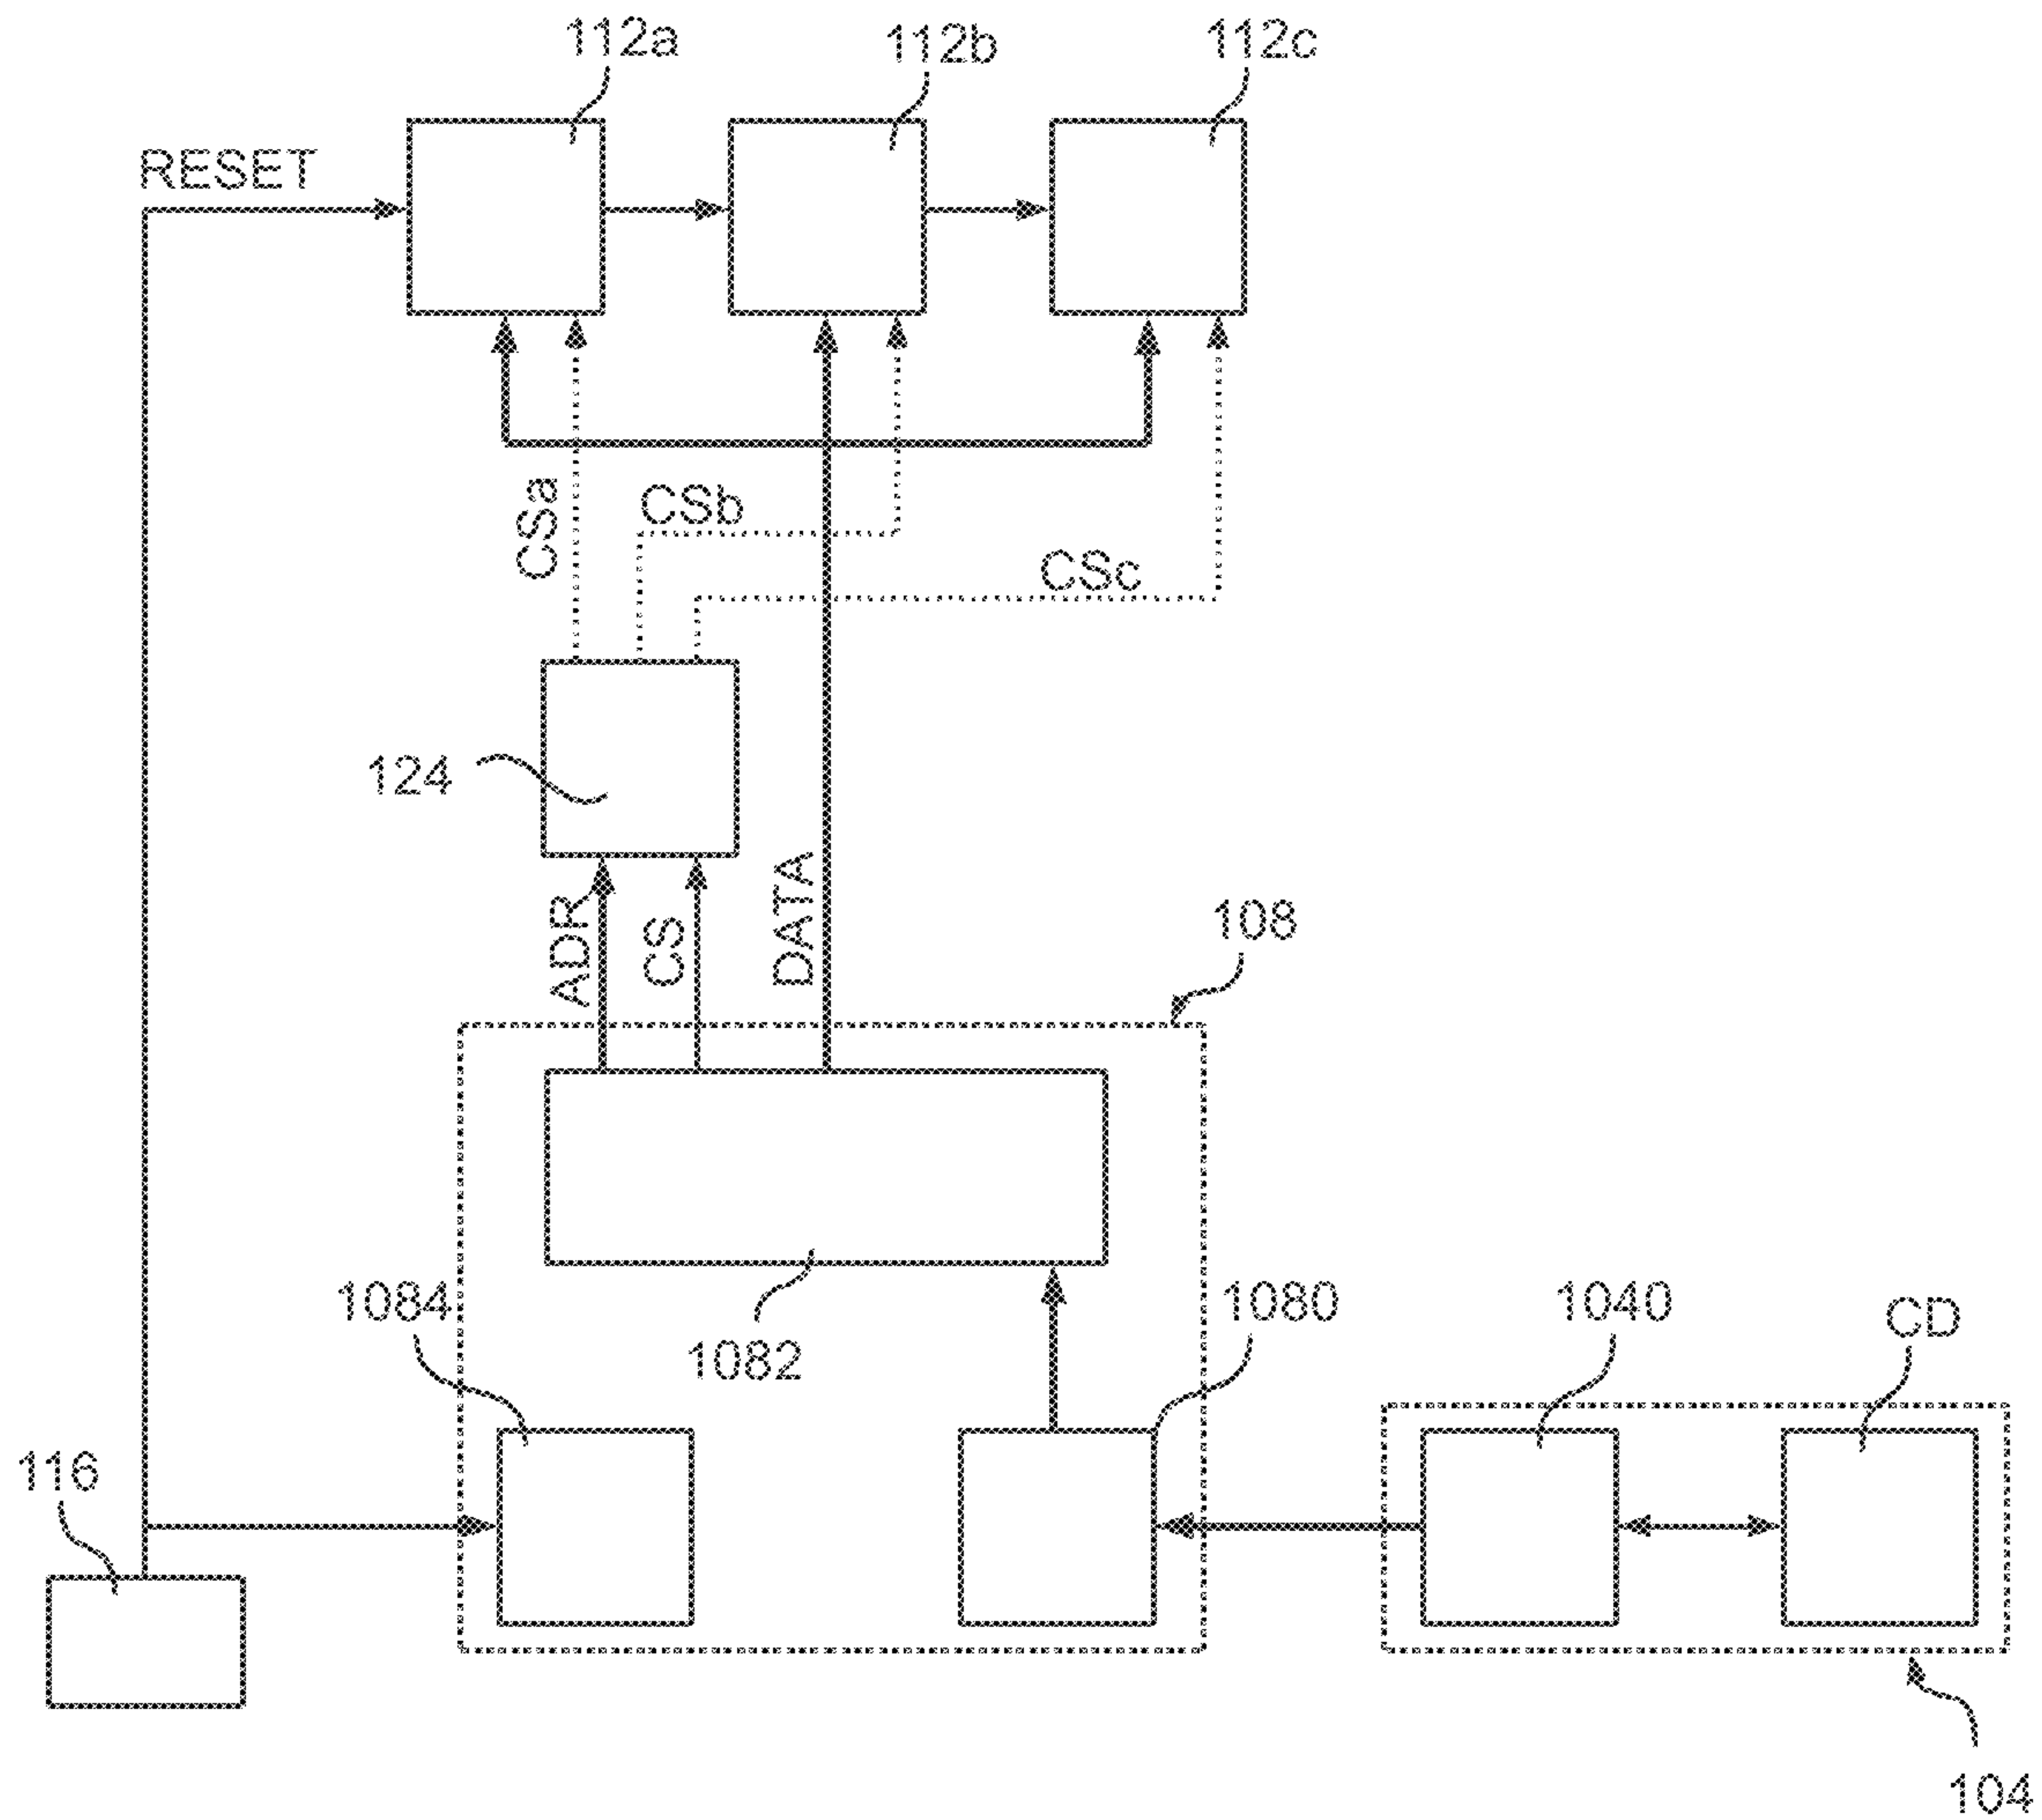 112a
112b
112c
RESET
CSa
CSb
CSc
124
ADR
CS
DATA
108
1084
1082
1080
1040
CD
116
104